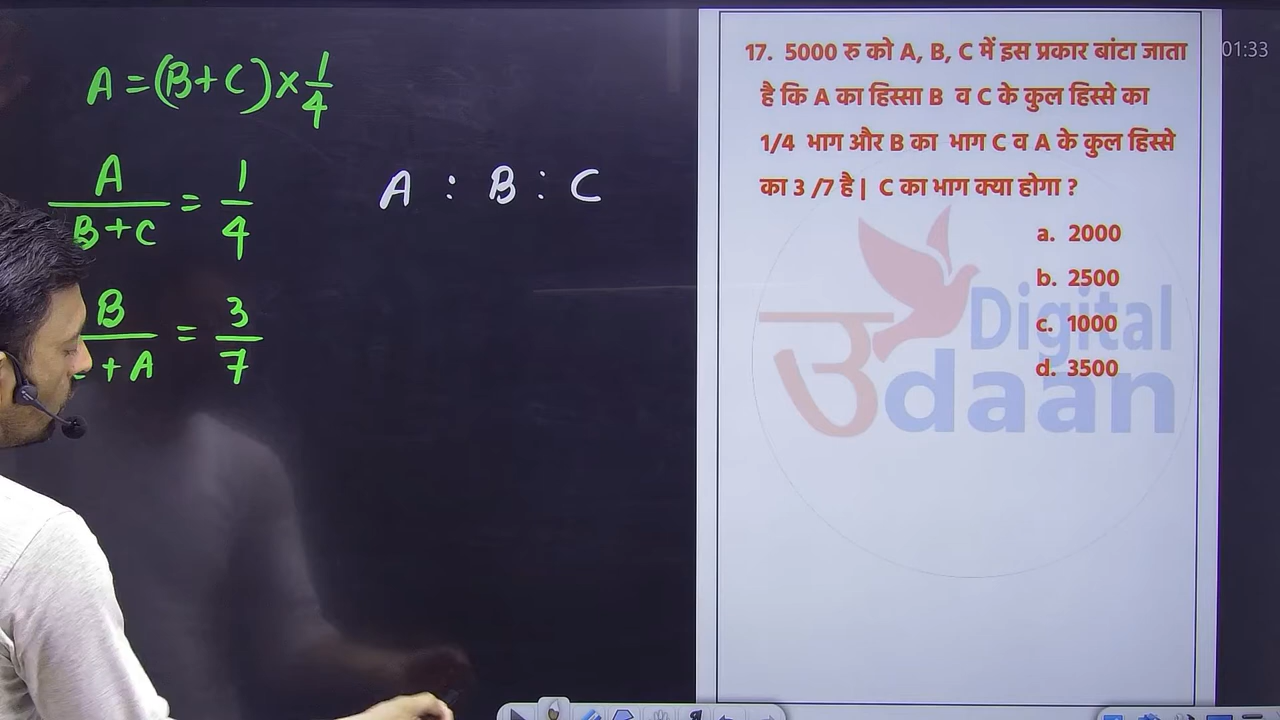 A = (B+C) × 1/4
A/(B+C) = 1/4
B/ +A = 3/7
A : B : C
17. 5000 रु को A, B, C में इस प्रकार बांटा जाता
है कि A का हिस्सा B व C के कुल हिस्से का
1/4 भाग और B का भाग C व A के कुल हिस्से
का 3 /7 है | C का भाग क्या होगा ?
a. 2000
b. 2500
c. 1000
d. 3500
उ Digital
daan
01:33